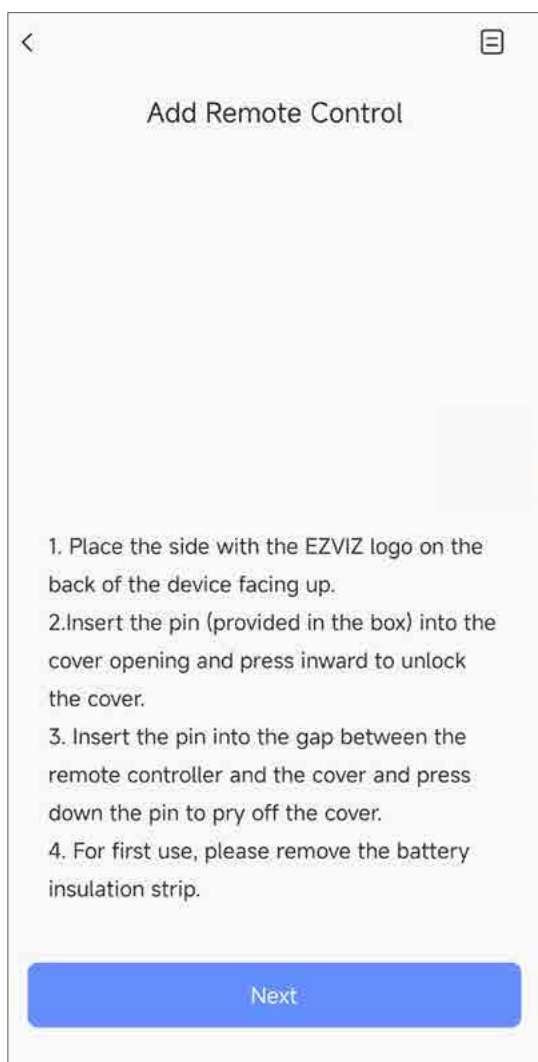 Add Remote Control
1. Place the side with the EZVIZ logo on the
back of the device facing up.
2.Insert the pin (provided in the box) into the
cover opening and press inward to unlock
the cover.
3. Insert the pin into the gap between the
remote controller and the cover and press
down the pin to pry off the cover.
4. For first use, please remove the battery
insulation strip.
Next